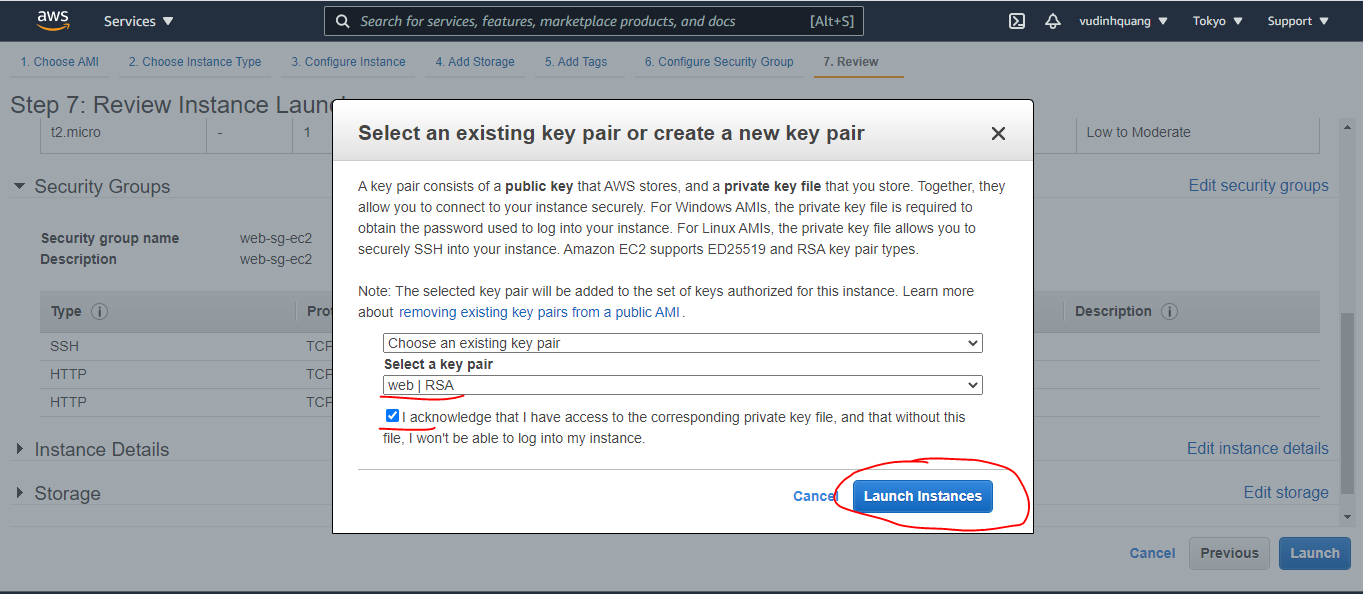 aws
Services
Search for services, features, marketplace products, and docs
[Alt+S]
vudinhquang
Tokyo
Support
1. Choose AMI
2. Choose Instance Type
3. Configure Instance
4. Add Storage
5. Add Tags
6. Configure Security Group
7. Review
Step 7: Review Instance
t2.micro
-
1
Low to Moderate
Security Groups
Edit security groups
Security group name
web-sg-ec2
Description
web-sg-ec2
Type
Description
SSH
TCP
HTTP
TCP
HTTP
TCP
Instance Details
Edit instance details
Storage
Edit storage
Cancel
Previous
Launch
Select an existing key pair or create a new key pair
A key pair consists of a public key that AWS stores, and a private key file that you store. Together, they
allow you to connect to your instance securely. For Windows AMIs, the private key file is required to
obtain the password used to log into your instance. For Linux AMIs, the private key file allows you to
securely SSH into your instance. Amazon EC2 supports ED25519 and RSA key pair types.
Note: The selected key pair will be added to the set of keys authorized for this instance. Learn more
about removing existing key pairs from a public AMI.
Choose an existing key pair
Select a key pair
web | RSA
I acknowledge that I have access to the corresponding private key file, and that without this
file, I won't be able to log into my instance.
Cancel
Launch Instances